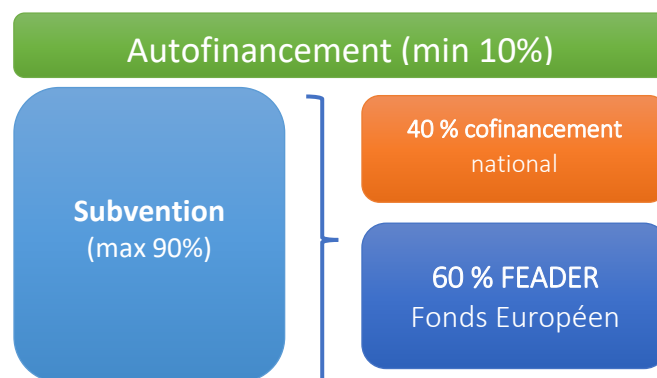 Autofinancement (min 10%)
Subvention
(max 90%)
40 % cofinancement
national
60 % FEADER
Fonds Européen